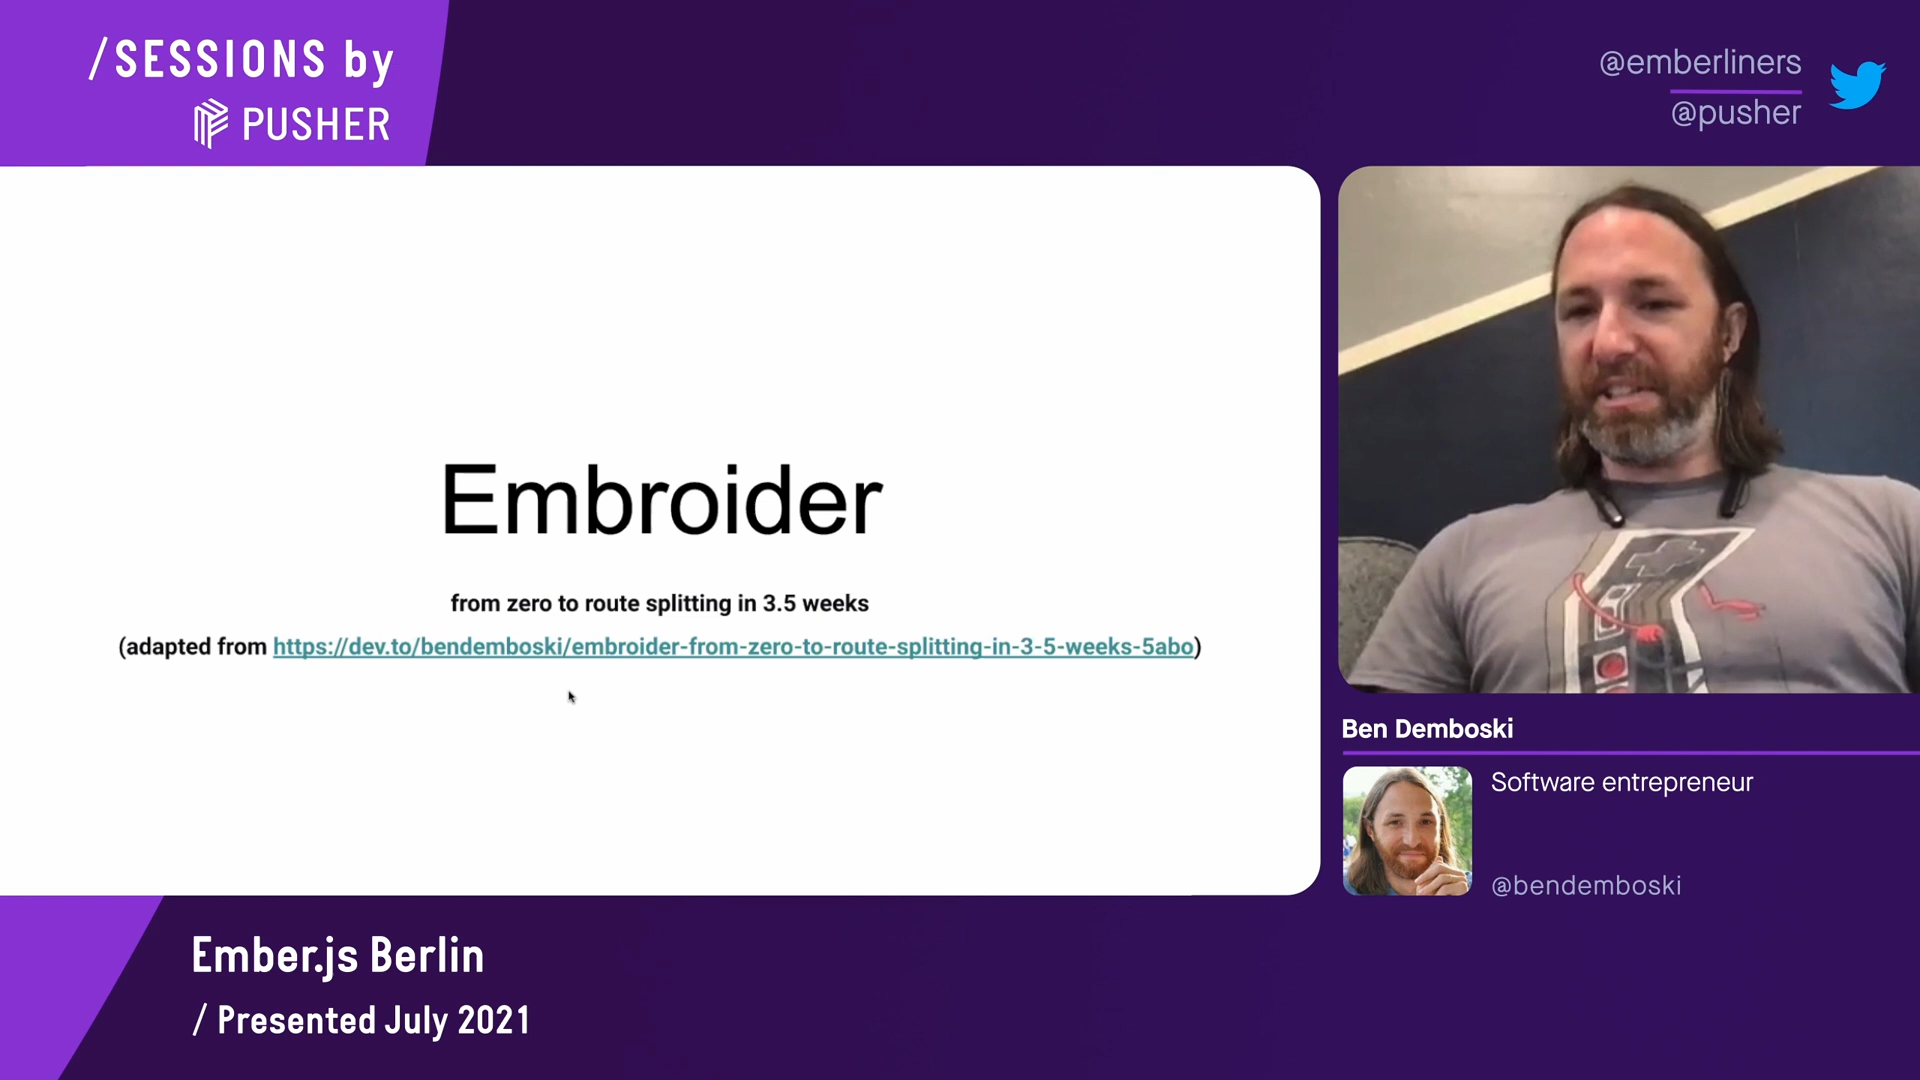 /SESSIONS by
PUSHER
@emberliners
@pusher
Embroider
from zero to route splitting in 3.5 weeks
(adapted from https://dev.to/bendemboski/embroider-from-zero-to-route-splitting-in-3-5-weeks-5abo)
Ben Demboski
Software entrepreneur
@bendemboski
Ember.js Berlin
/ Presented July 2021